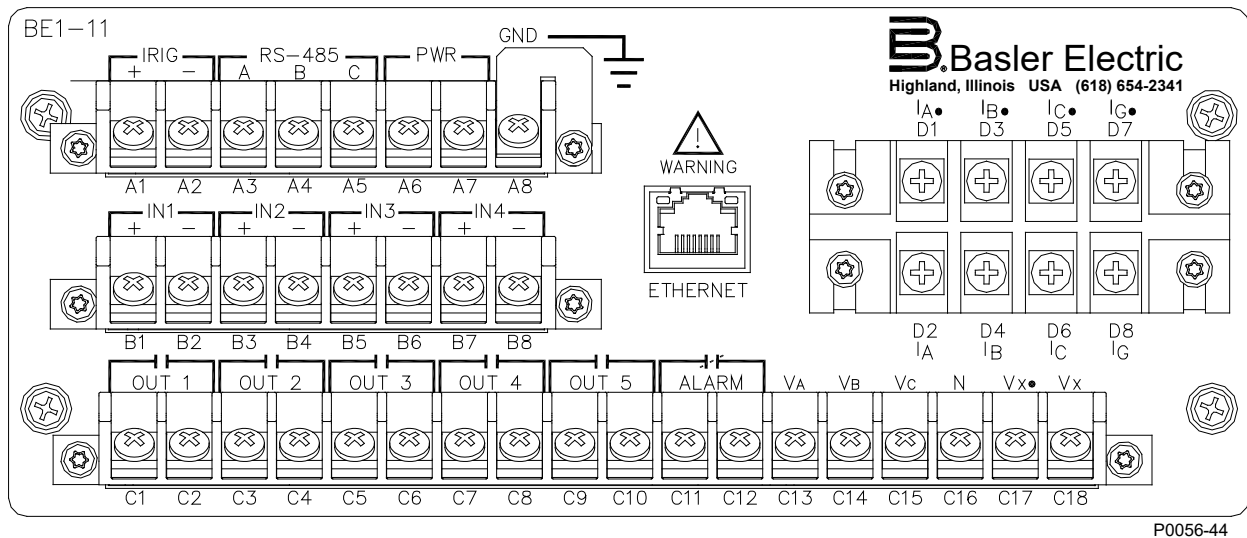 BE1-11
GND
Basler Electric
Highland, Illinois USA (618) 654-2341
IRIG RS-485 PWR
+ - A B C
A1 A2 A3 A4 A5 A6 A7 A8
WARNING
ETHERNET
IA• IB• IC• IG•
D1 D3 D5 D7
D2 D4 D6 D8
IA IB IC IG
IN1 IN2 IN3 IN4
+ - + - + - + -
B1 B2 B3 B4 B5 B6 B7 B8
OUT 1 OUT 2 OUT 3 OUT 4 OUT 5 ALARM VA VB VC N VX• VX
C1 C2 C3 C4 C5 C6 C7 C8 C9 C10 C11 C12 C13 C14 C15 C16 C17 C18
P0056-44